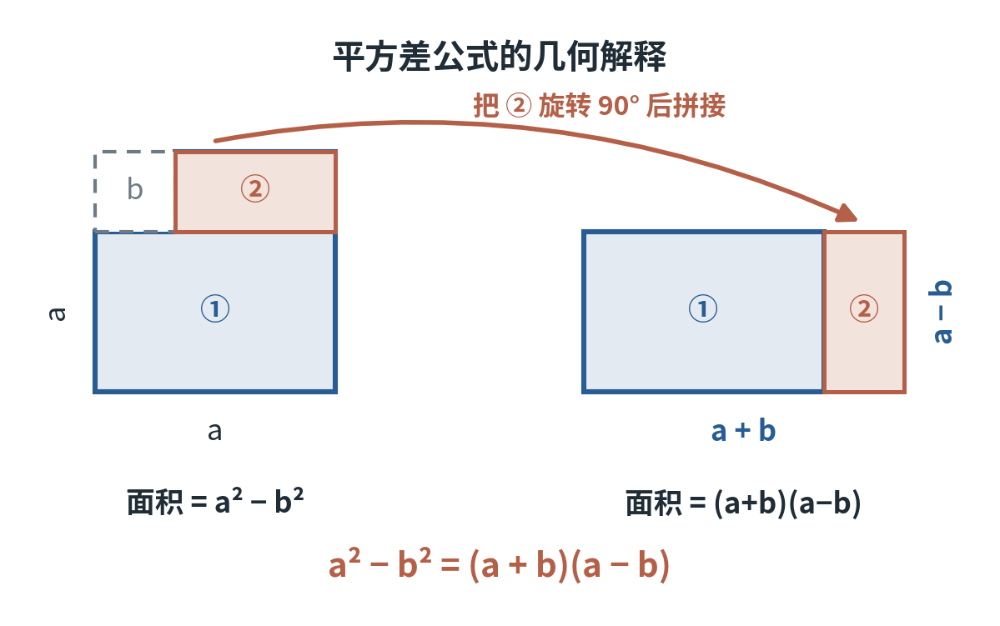 平方差公式的几何解释
把 ② 旋转 90° 后拼接
b
②
①
a
a
①
②
a − b
a + b
面积 = a² − b²
面积 = (a+b)(a−b)
a² − b² = (a + b)(a − b)